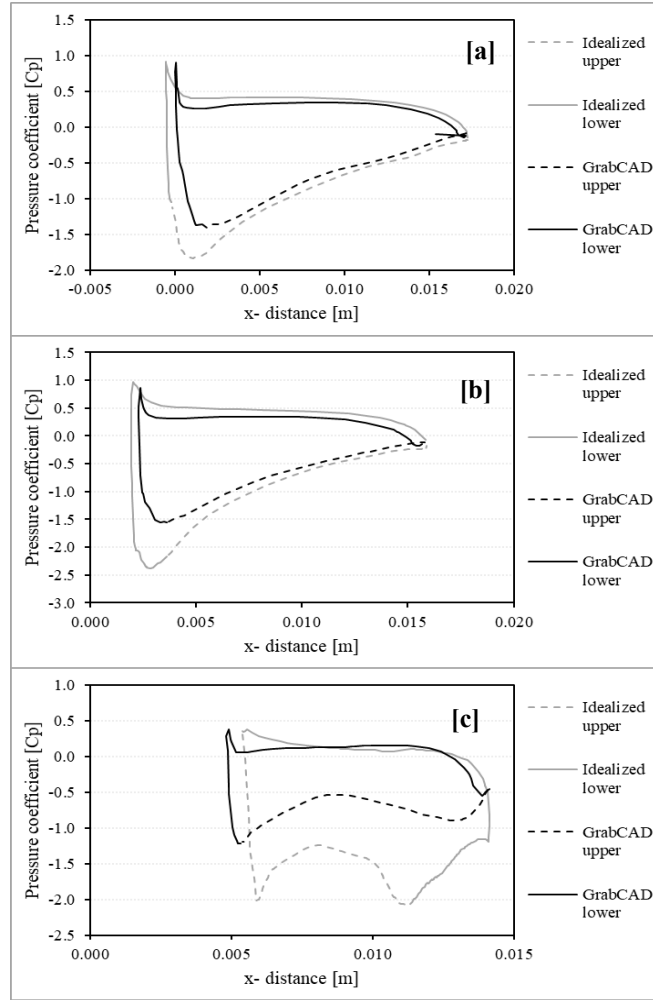 [a]
Pressure coefficient [Cp]
1.5
1.0
0.5
0.0
-0.5
-1.0
-1.5
-2.0
-0.005 0.000 0.005 0.010 0.015 0.020
x- distance [m]
Idealized
upper
Idealized
lower
GrabCAD
upper
GrabCAD
lower
[b]
Pressure coefficient [Cp]
1.5
1.0
0.5
0.0
-0.5
-1.0
-1.5
-2.0
-2.5
-3.0
0.000 0.005 0.010 0.015 0.020
x- distance [m]
Idealized
upper
Idealized
lower
GrabCAD
upper
GrabCAD
lower
[c]
Pressure coefficient [Cp]
1.0
0.5
0.0
-0.5
-1.0
-1.5
-2.0
-2.5
0.000 0.005 0.010 0.015
x- distance [m]
Idealized
upper
Idealized
lower
GrabCAD
upper
GrabCAD
lower